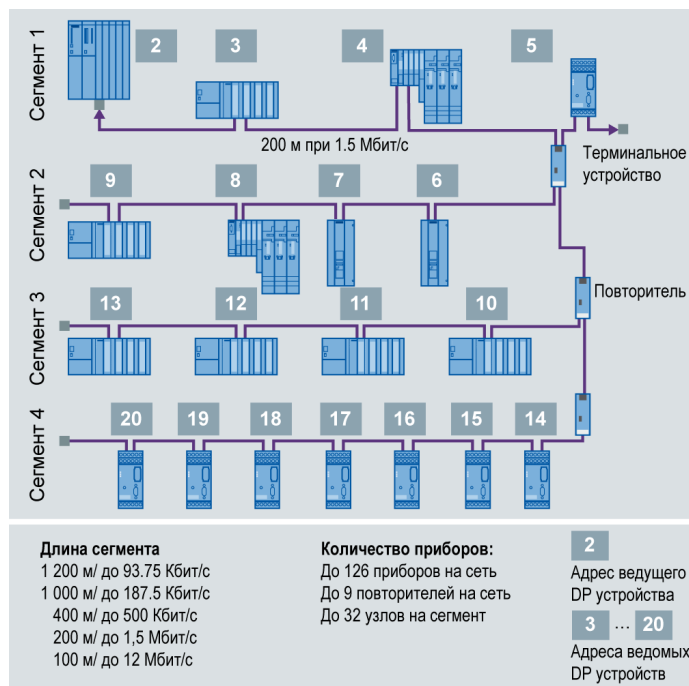 Сегмент 1
2
3
4
5
200 м при 1.5 Мбит/с
Терминальное
устройство
Сегмент 2
9
8
7
6
Сегмент 3
13
12
11
10
Повторитель
Сегмент 4
20
19
18
17
16
15
14
Длина сегмента
1 200 м/ до 93.75 Кбит/с
1 000 м/ до 187.5 Кбит/с
400 м/ до 500 Кбит/с
200 м/ до 1,5 Мбит/с
100 м/ до 12 Мбит/с
Количество приборов:
До 126 приборов на сеть
До 9 повторителей на сеть
До 32 узлов на сегмент
2
Адрес ведущего
DP устройства
3 ... 20
Адреса ведомых
DP устройств